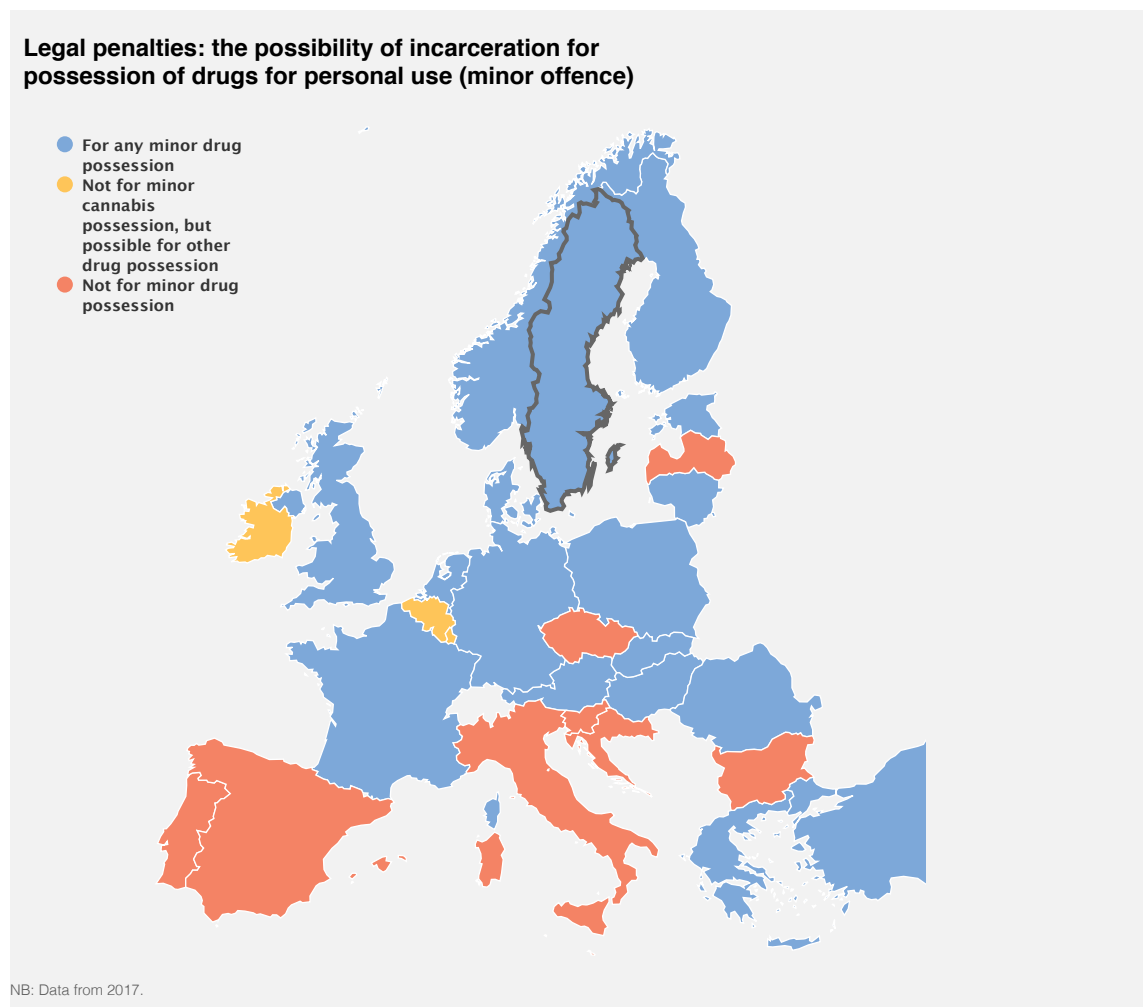 Legal penalties: the possibility of incarceration for
possession of drugs for personal use (minor offence)
For any minor drug
possession
Not for minor
cannabis
possession, but
possible for other
drug possession
Not for minor drug
possession
NB: Data from 2017.